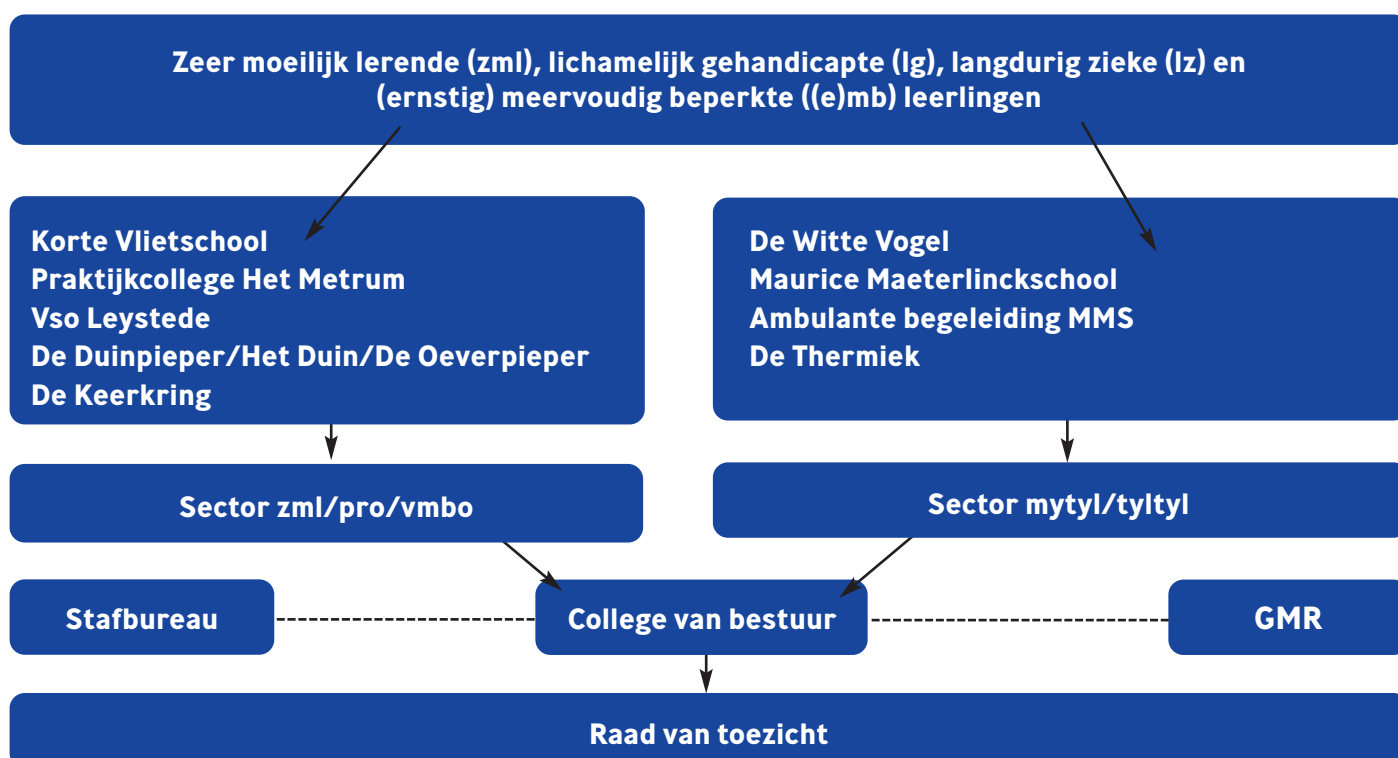 Zeer moeilijk lerende (zml), lichamelijk gehandicapte (lg), langdurig zieke (lz) en
(ernstig) meervoudig beperkte ((e)mb) leerlingen
Korte Vlietschool
Praktijkcollege Het Metrum
Vso Leystede
De Duinpieper/Het Duin/De Oeverpieper
De Keerkring
De Witte Vogel
Maurice Maeterlinckschool
Ambulante begeleiding MMS
De Thermiek
Sector zml/pro/vmbo
Sector mytyl/tyltyl
Stafbureau
College van bestuur
GMR
Raad van toezicht